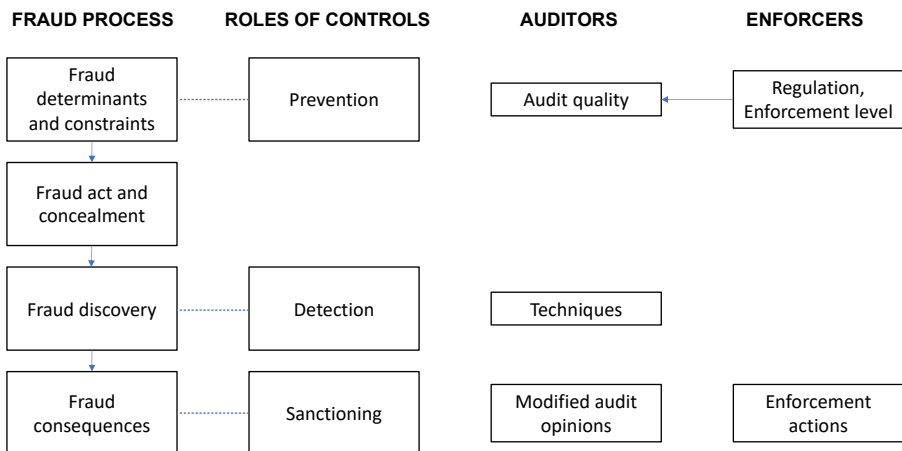 FRAUD PROCESS
ROLES OF CONTROLS
AUDITORS
ENFORCERS
Fraud
determinants
and constraints
Prevention
Audit quality
Regulation,
Enforcement level
Fraud act and
concealment
Fraud discovery
Detection
Techniques
Fraud
consequences
Sanctioning
Modified audit
opinions
Enforcement
actions